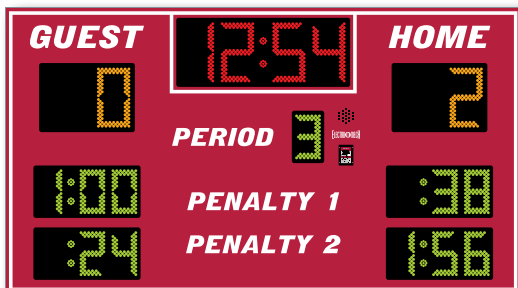 GUEST 12:54 HOME
0 2
PERIOD 3
1:00 PENALTY 1 :38
:24 PENALTY 2 1:56